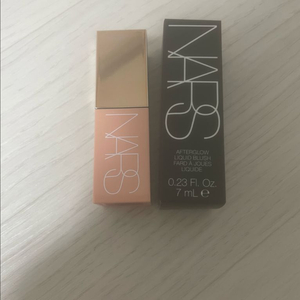 NARS
NARS
AFTERGLOW
LIQUID BLUSH
FARD À JOUES
LIQUIDE
0.23 Fl. Oz.
7 mL ℮